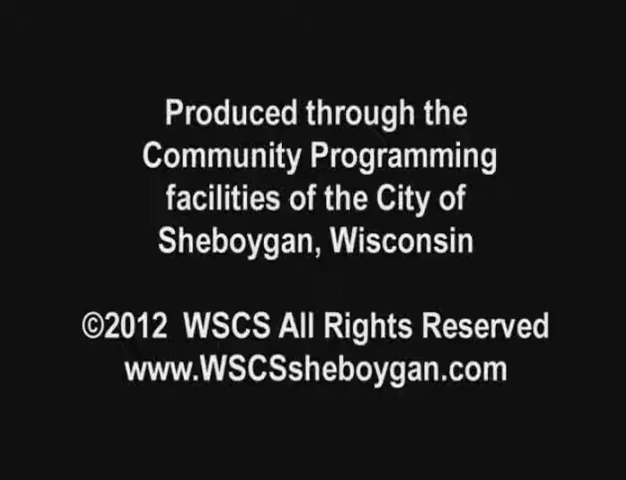 Produced through the
Community Programming
facilities of the City of
Sheboygan, Wisconsin
©2012 WSCS All Rights Reserved
www.WSCSsheboygan.com